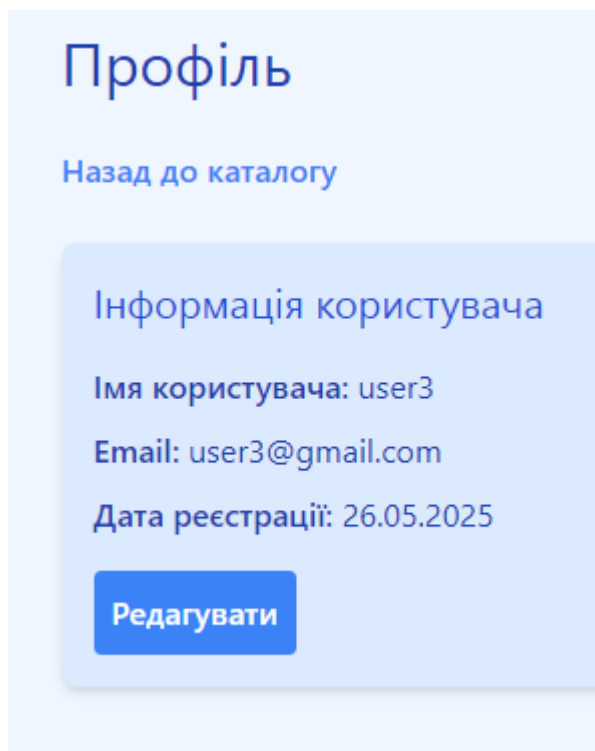 Профіль
Назад до каталогу
Інформація користувача
Імя користувача: user3
Email: user3@gmail.com
Дата реєстрації: 26.05.2025
Редагувати